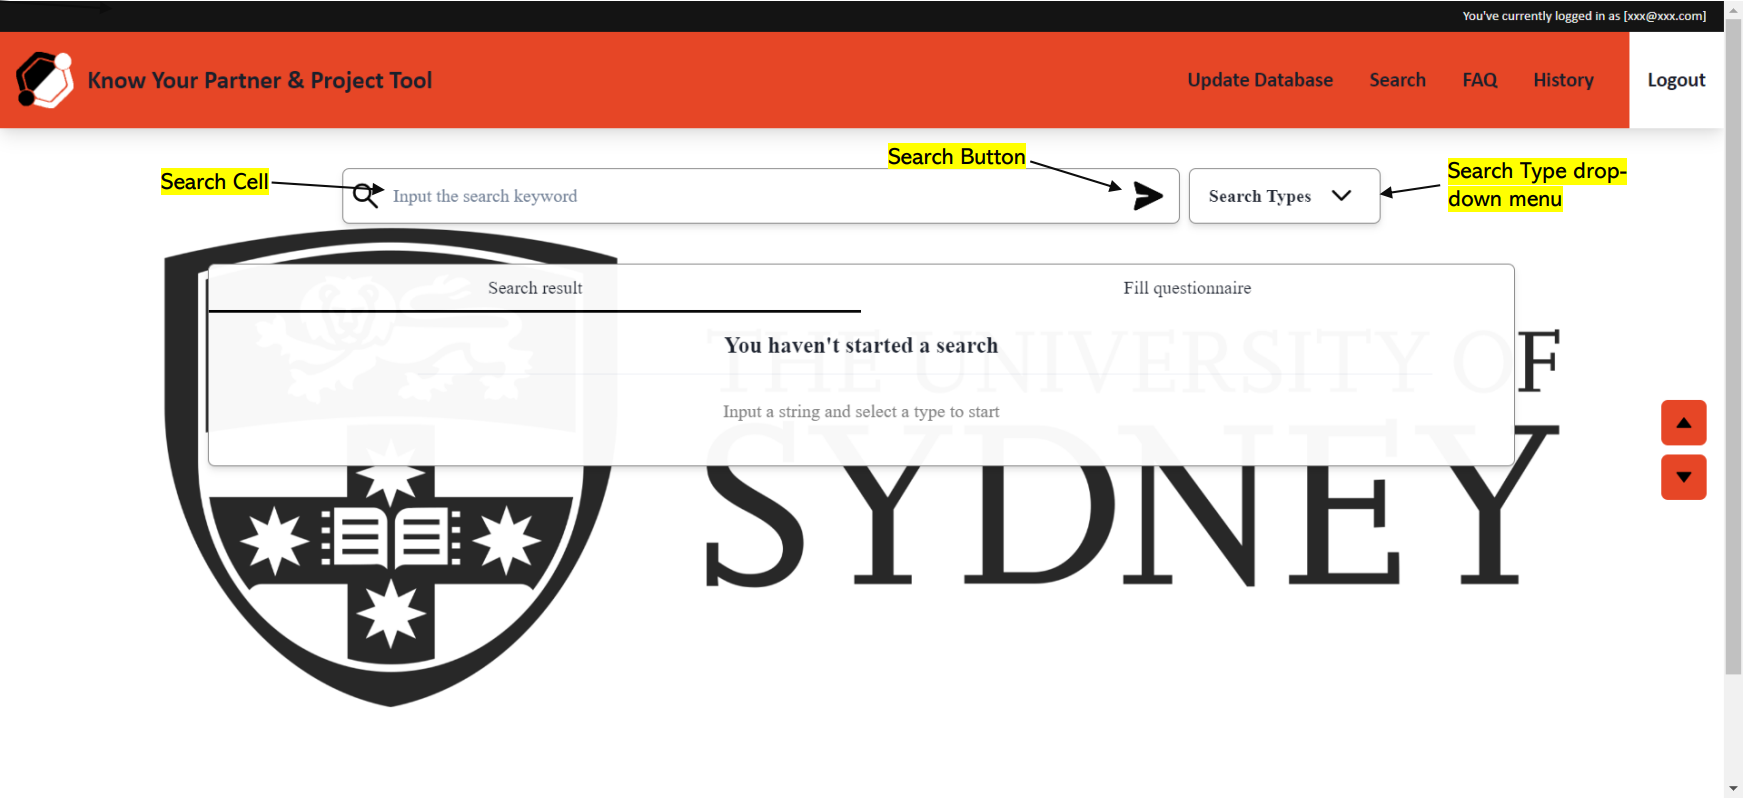 You've currently logged in as [xxx@xxx.com]
Know Your Partner & Project Tool
Update Database
Search
FAQ
History
Logout
Search Button
Search Cell
Search Type drop-
down menu
Input the search keyword
Search Types
Search result
Fill questionnaire
You haven't started a search
THE UNIVERSITY OF
Input a string and select a type to start
SYDNEY